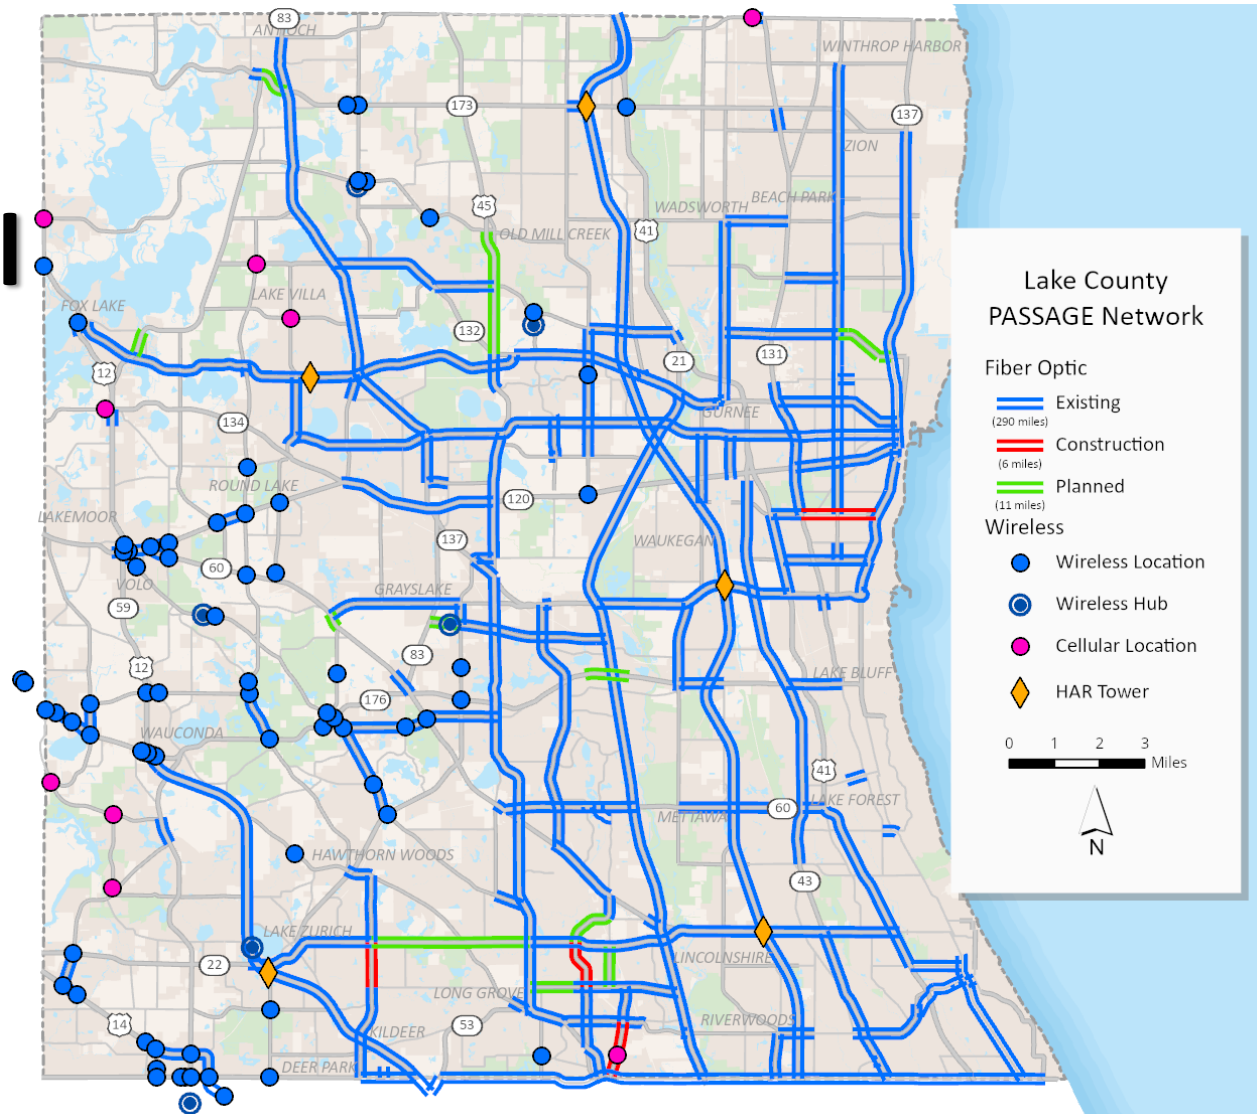 83
ANTIOCH
WINTHROP HARBOR
173
137
ZION
BEACH PARK
45
WADSWORTH
41
OLD MILL CREEK
FOX LAKE
LAKE VILLA
132
21
131
12
134
GURNEE
ROUND LAKE
120
LAKEMOOR
137
WAUKEGAN
60
VOLO
GRAYSLAKE
59
83
12
LAKE BLUFF
176
WAUCONDA
41
60
LAKE FOREST
METTAWA
HAWTHORN WOODS
43
LAKE ZURICH
22
LINCOLNSHIRE
LONG GROVE
14
KILDEER
53
RIVERWOODS
DEER PARK
Lake County
PASSAGE Network
Fiber Optic
Existing
(290 miles)
Construction
(6 miles)
Planned
(11 miles)
Wireless
Wireless Location
Wireless Hub
Cellular Location
HAR Tower
0 1 2 3
Miles
N